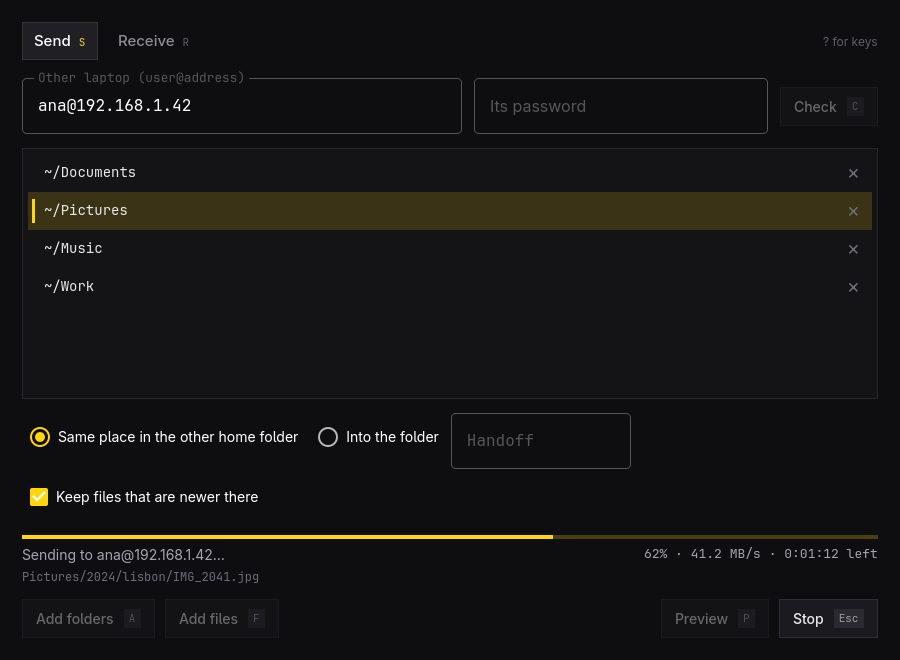 Send S Receive R ? for keys
Other laptop (user@address)
ana@192.168.1.42 Its password Check C
~/Documents ×
~/Pictures ×
~/Music ×
~/Work ×
Same place in the other home folder Into the folder Handoff
Keep files that are newer there
Sending to ana@192.168.1.42... 62% · 41.2 MB/s · 0:01:12 left
Pictures/2024/lisbon/IMG_2041.jpg
Add folders A Add files F Preview P Stop Esc